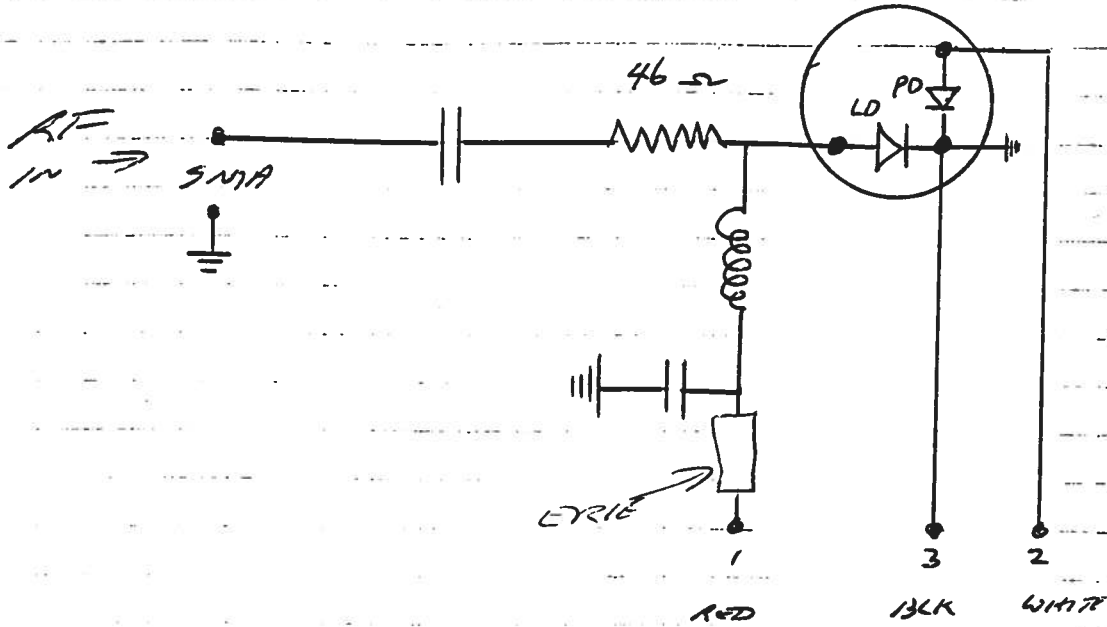 46 Ω
PD
LD
RF
IN →
SMA
ERIE
1
3
2
RED
BLK
WHITE